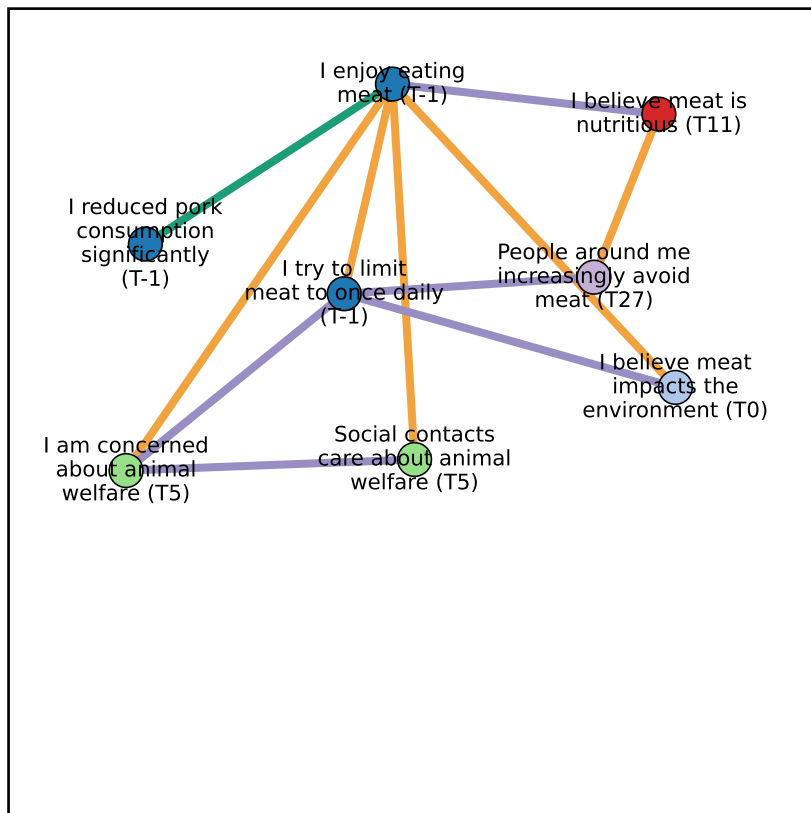 I enjoy eating
meat (T-1)
I believe meat is
nutritious (T11)
I reduced pork
consumption
significantly
(T-1)
I try to limit
meat to once daily
(T-1)
People around me
increasingly avoid
meat (T27)
I believe meat
impacts the
environment (T0)
I am concerned
about animal
welfare (T5)
Social contacts
care about animal
welfare (T5)